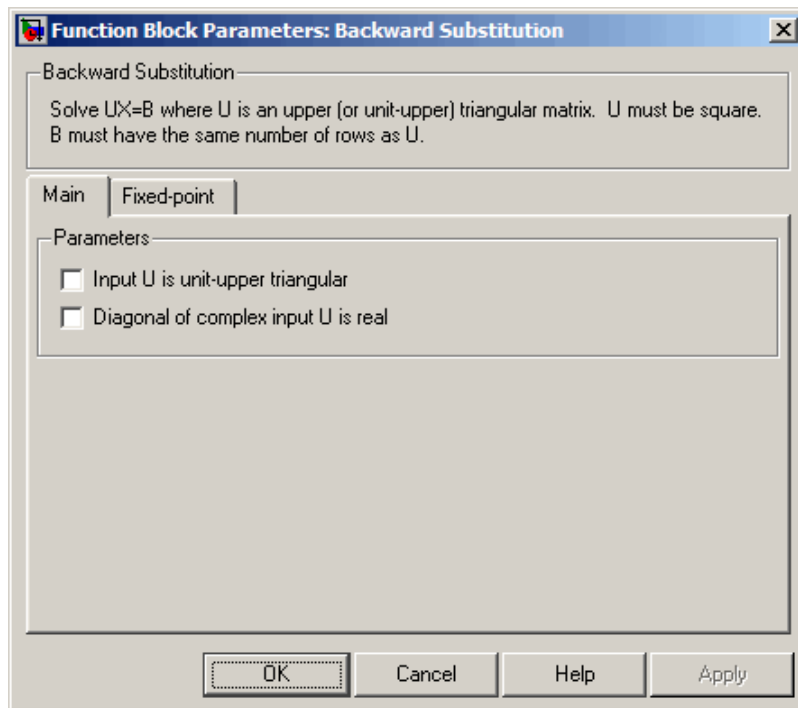 Function Block Parameters: Backward Substitution
Backward Substitution
Solve UX=B where U is an upper (or unit-upper) triangular matrix.  U must be square.
B must have the same number of rows as U.
Main
Fixed-point
Parameters
Input U is unit-upper triangular
Diagonal of complex input U is real
OK
Cancel
Help
Apply